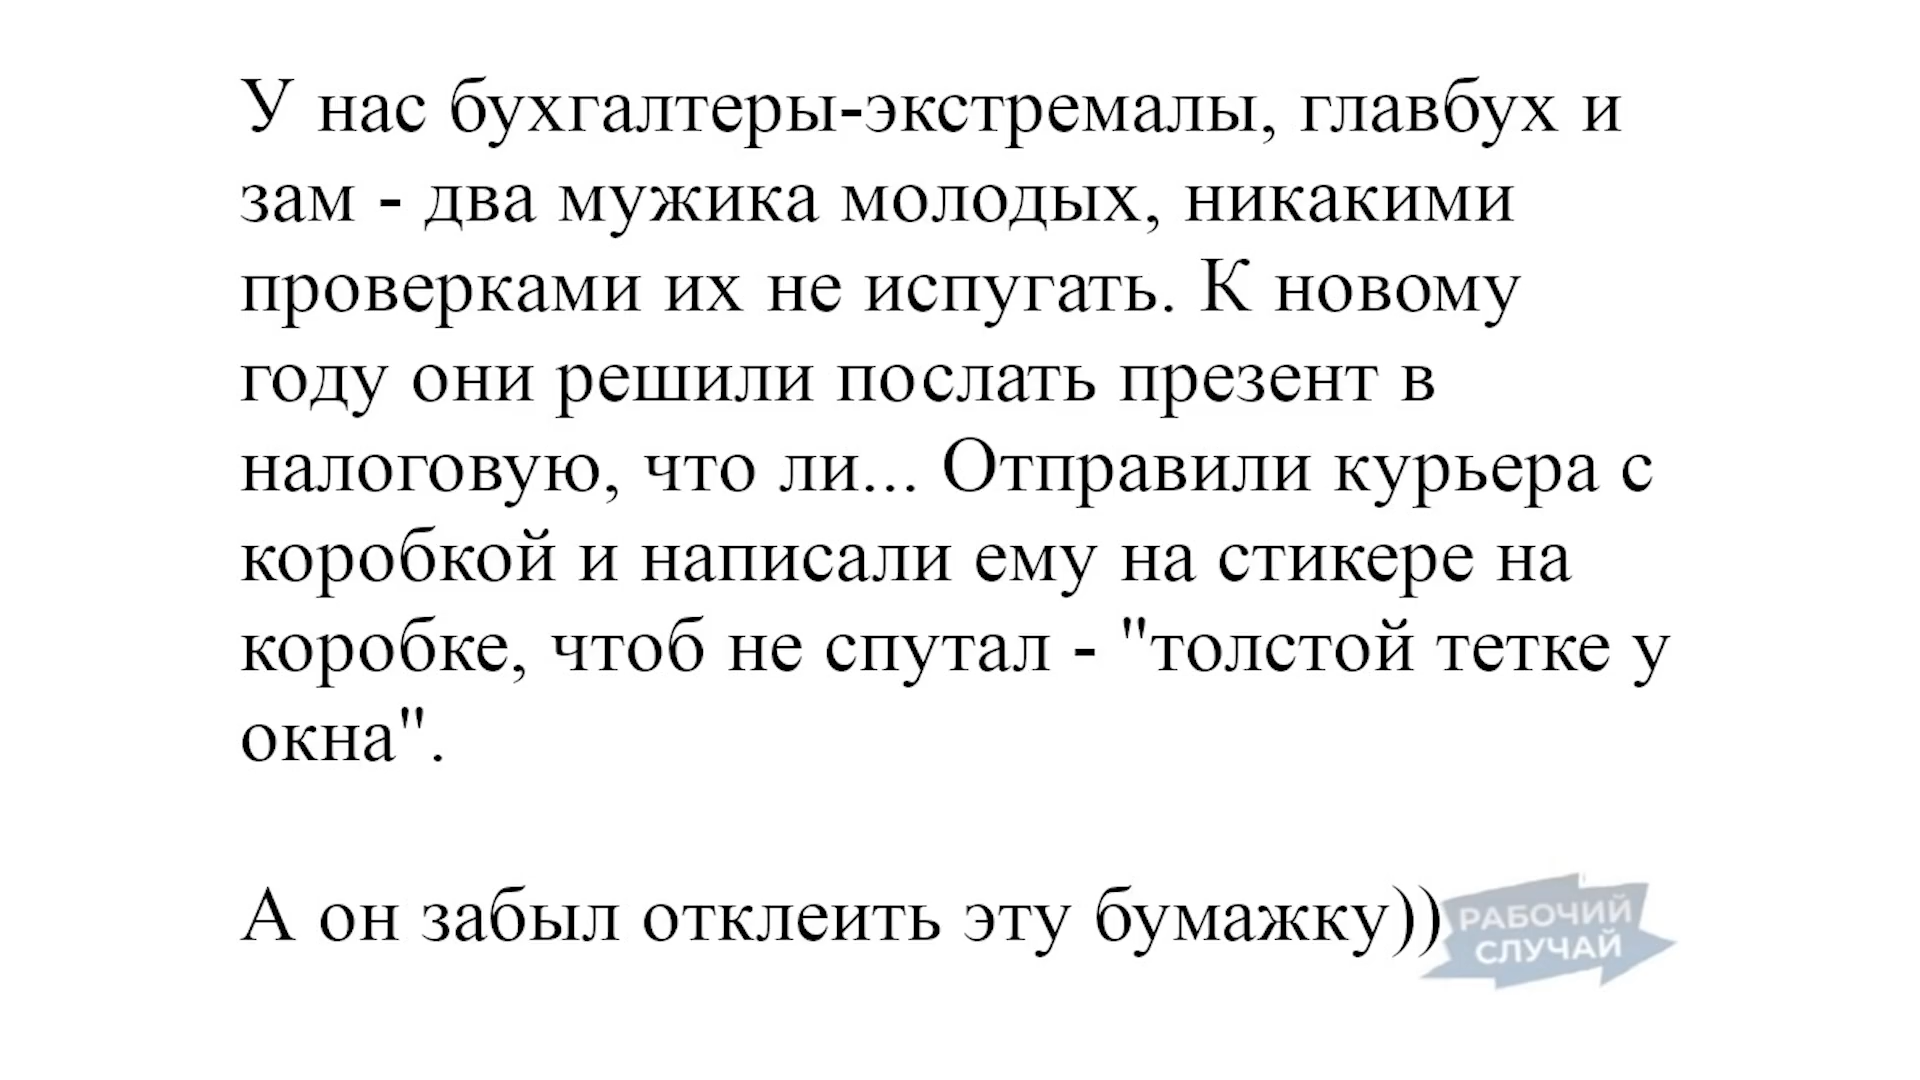 У нас бухгалтеры-экстремалы, главбух и
зам - два мужика молодых, никакими
проверками их не испугать. К новому
году они решили послать презент в
налоговую, что ли... Отправили курьера с
коробкой и написали ему на стикере на
коробке, чтоб не спутал - "толстой тетке у
окна".
А он забыл отклеить эту бумажку))
РАБОЧИЙ
СЛУЧАЙ